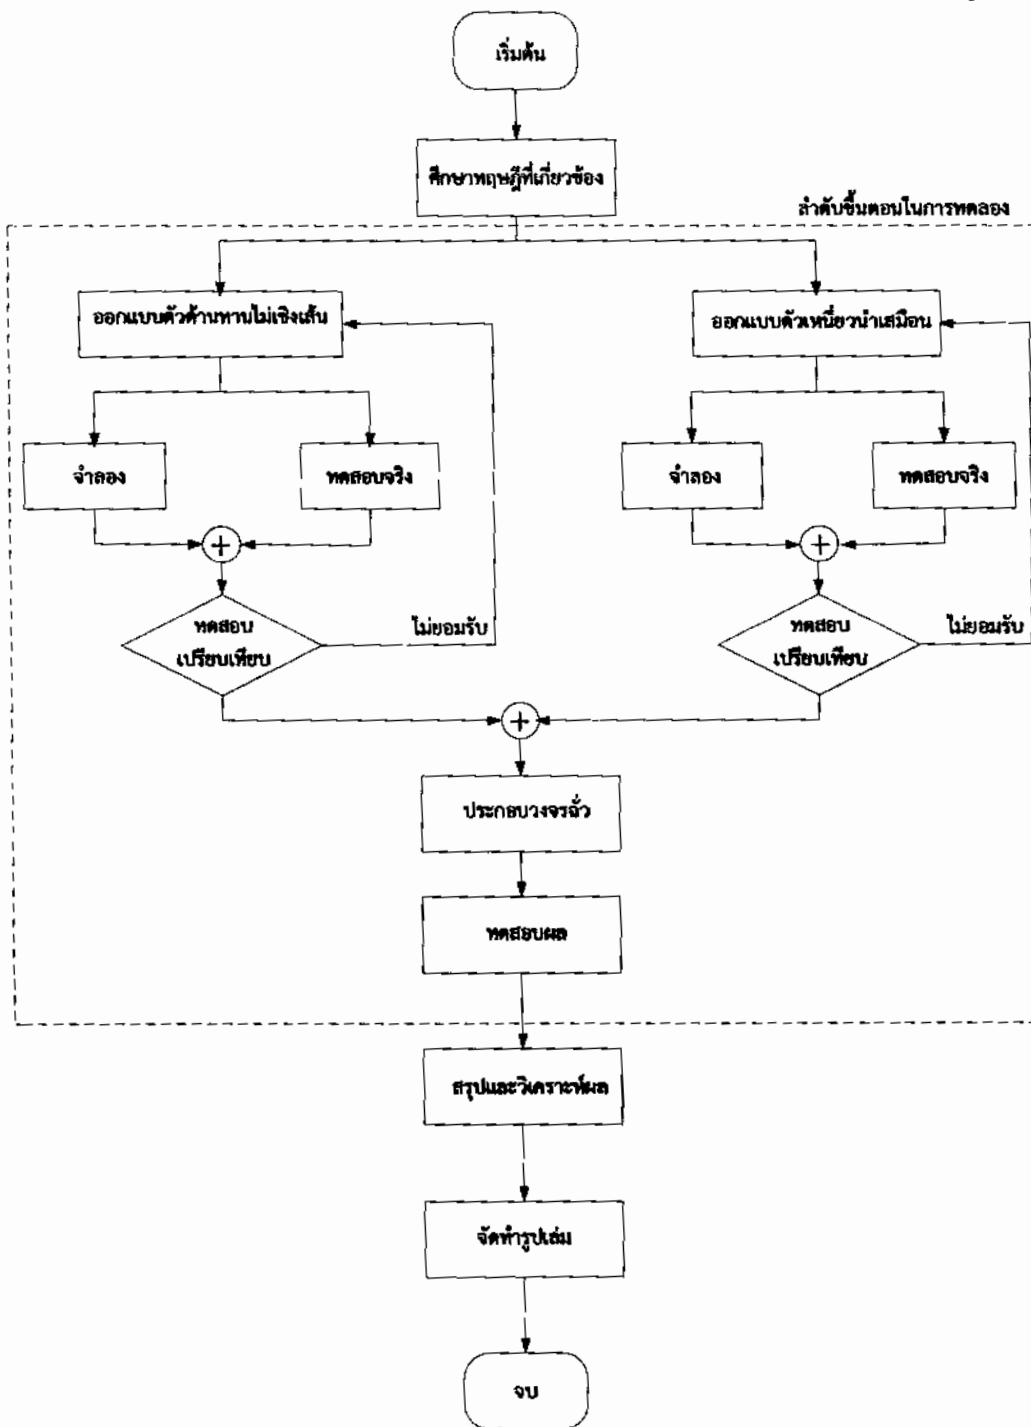 เริ่มต้น
ศึกษาทฤษฎีที่เกี่ยวข้อง
ลำดับขั้นตอนในการทดลอง
ออกแบบตัวต้านทานไม่เชิงเส้น
ออกแบบตัวเหนี่ยวนำเสมือน
จำลอง
ทดสอบจริง
จำลอง
ทดสอบจริง
+
+
ทดสอบ
เปรียบเทียบ
ไม่ยอมรับ
ทดสอบ
เปรียบเทียบ
ไม่ยอมรับ
+
ประกอบวงจรฉั่ว
ทดสอบผล
สรุปและวิเคราะห์ผล
จัดทำรูปเล่ม
จบ